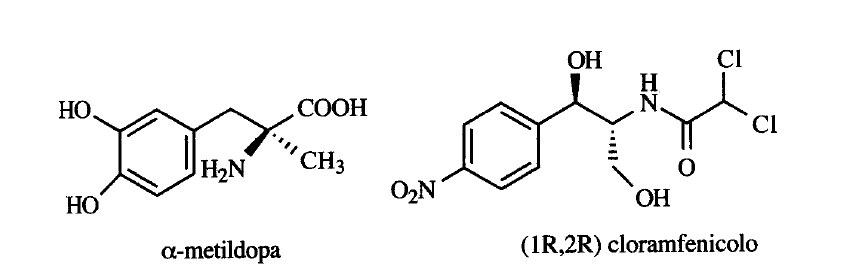 HO
HO
H₂N
COOH
CH₃
α-metildopa
OH
H
N
Cl
Cl
O
OH
O₂N
(1R,2R) cloramfenicolo